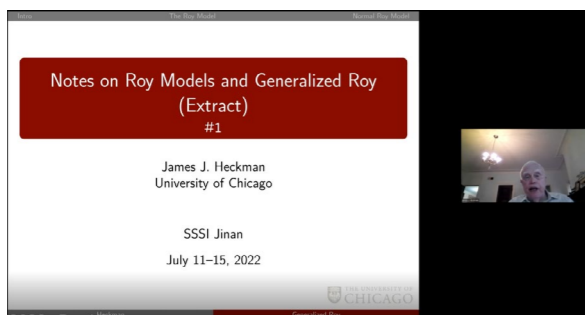 Intro The Roy Model Normal Roy Model
Notes on Roy Models and Generalized Roy
(Extract)
#1
James J. Heckman
University of Chicago
SSSI Jinan
July 11–15, 2022
THE UNIVERSITY OF
CHICAGO
Heckman Generalized Roy